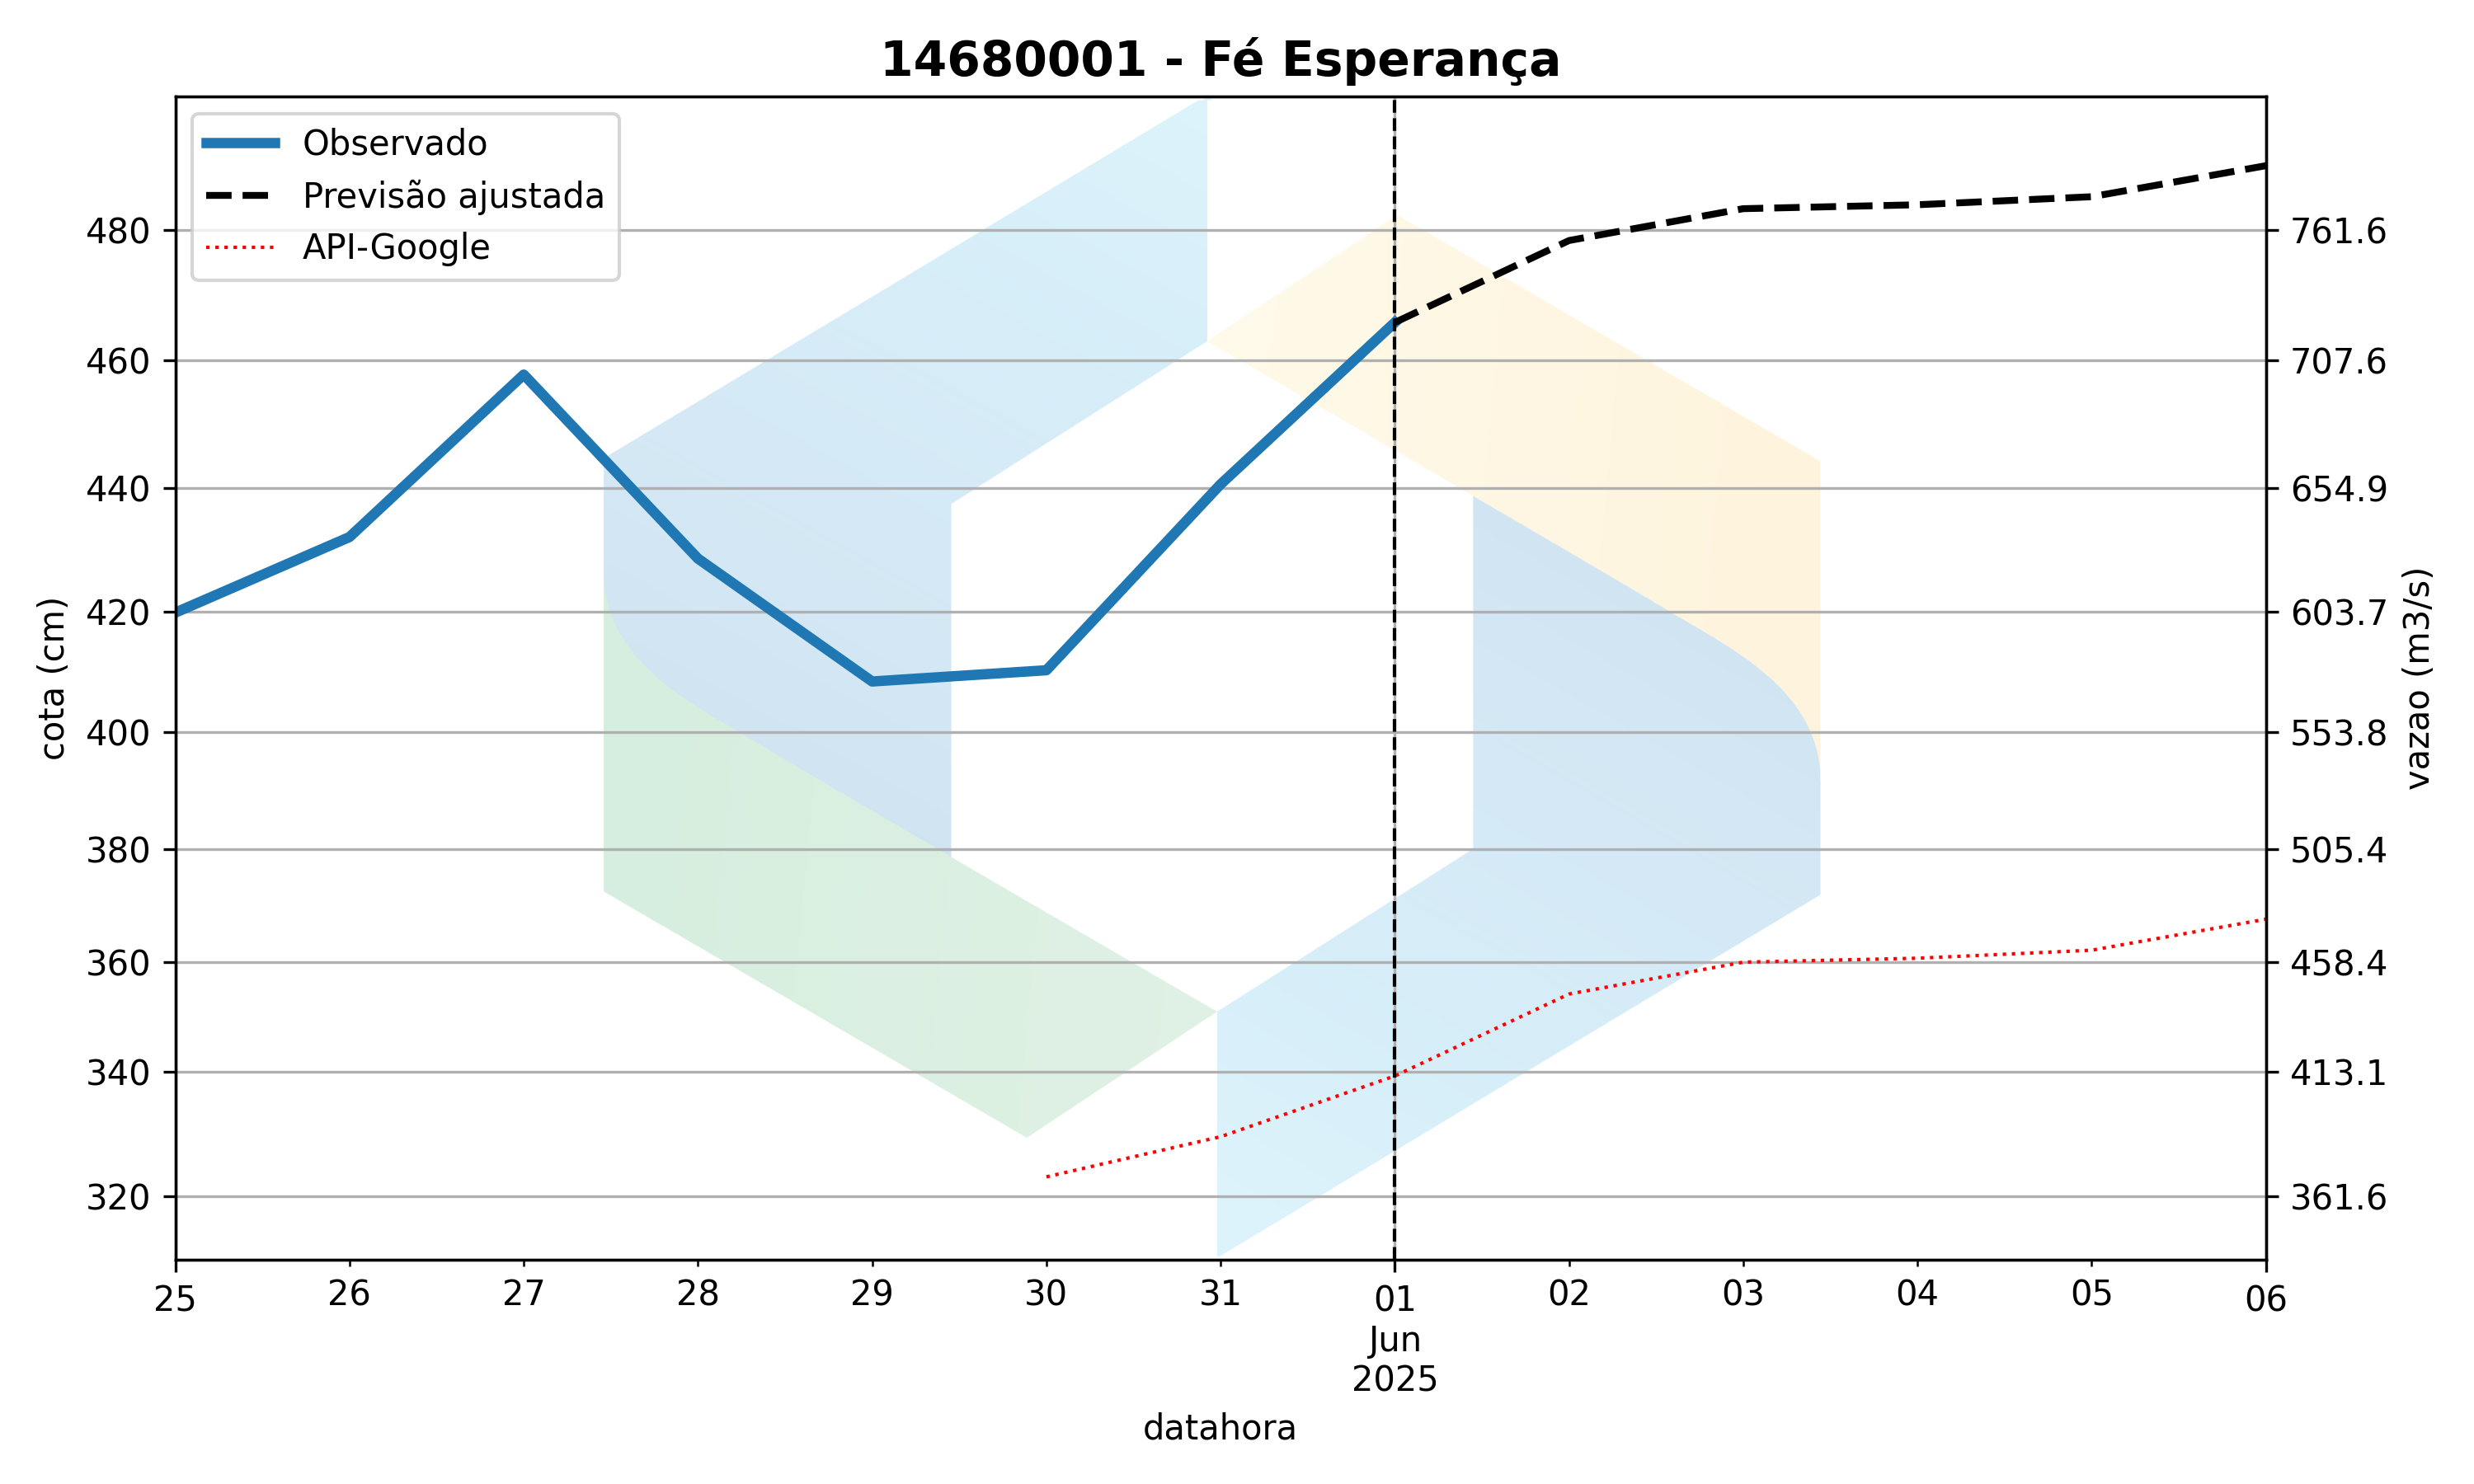 14680001 - Fé Esperança
Observado
Previsão ajustada
API-Google
480
460
440
420
400
380
360
340
320
cota (cm)
761.6
707.6
654.9
603.7
553.8
505.4
458.4
413.1
361.6
vazao (m3/s)
25 26 27 28 29 30 31 01 02 03 04 05 06
Jun
2025
datahora